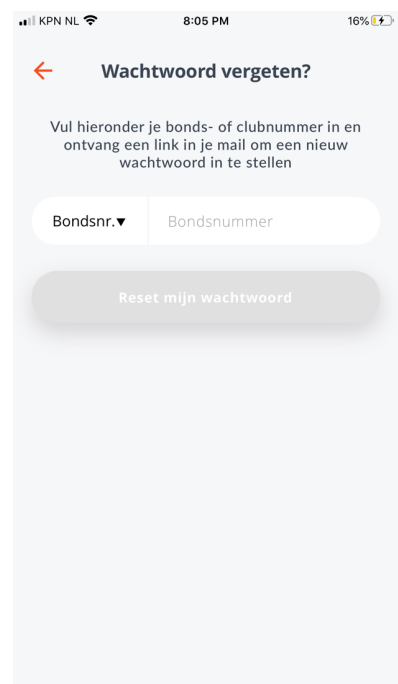 KPN NL 8:05 PM 16%
Wachtwoord vergeten?
Vul hieronder je bonds- of clubnummer in en
ontvang een link in je mail om een nieuw
wachtwoord in te stellen
Bondsnr.▼ Bondsnummer
Reset mijn wachtwoord